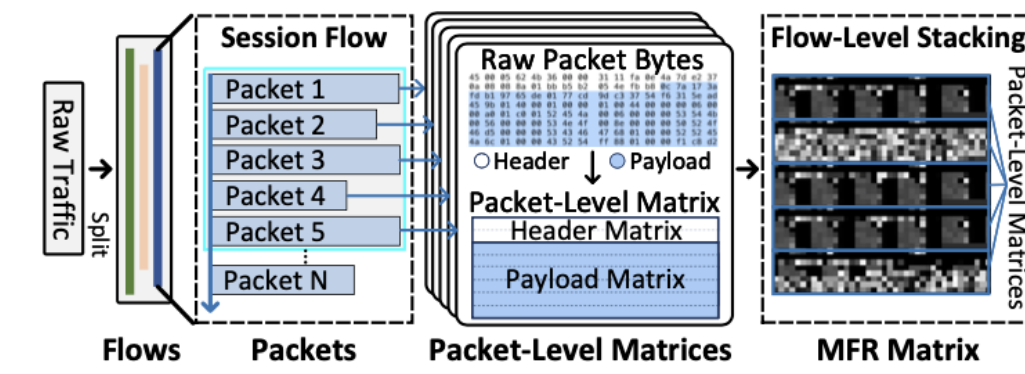 Raw Traffic
Split
Flows
Session Flow
Packet 1
Packet 2
Packet 3
Packet 4
Packet 5
Packet N
Packets
Raw Packet Bytes
Header
Payload
Packet-Level Matrix
Header Matrix
Payload Matrix
Packet-Level Matrices
Flow-Level Stacking
Packet-Level Matrices
MFR Matrix